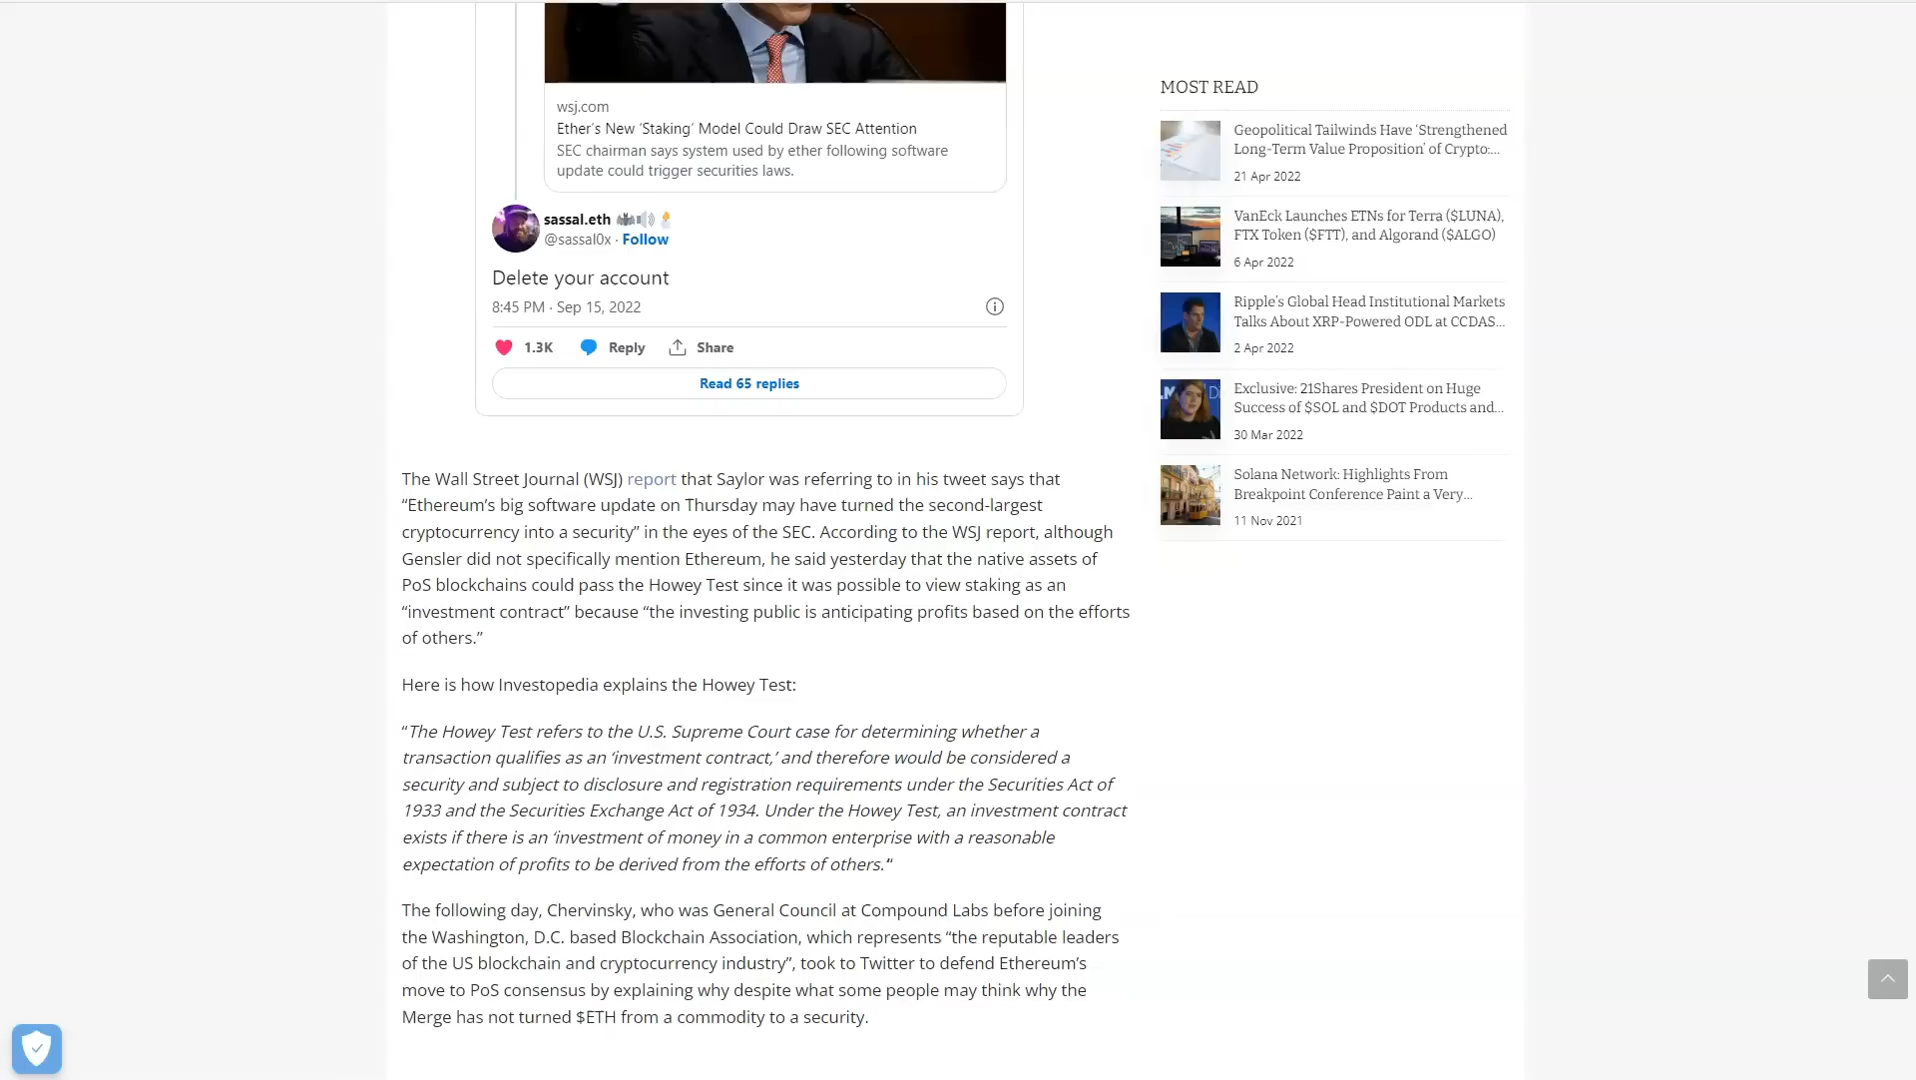 wsj.com
Ether’s New ‘Staking’ Model Could Draw SEC Attention
SEC chairman says system used by ether following software
update could trigger securities laws.
sassal.eth
@sassal0x · Follow
Delete your account
8:45 PM · Sep 15, 2022
1.3K Reply Share
Read 65 replies
The Wall Street Journal (WSJ) report that Saylor was referring to in his tweet says that
“Ethereum’s big software update on Thursday may have turned the second-largest
cryptocurrency into a security” in the eyes of the SEC. According to the WSJ report, although
Gensler did not specifically mention Ethereum, he said yesterday that the native assets of
PoS blockchains could pass the Howey Test since it was possible to view staking as an
“investment contract” because “the investing public is anticipating profits based on the efforts
of others.”
Here is how Investopedia explains the Howey Test:
“The Howey Test refers to the U.S. Supreme Court case for determining whether a
transaction qualifies as an ‘investment contract,’ and therefore would be considered a
security and subject to disclosure and registration requirements under the Securities Act of
1933 and the Securities Exchange Act of 1934. Under the Howey Test, an investment contract
exists if there is an ‘investment of money in a common enterprise with a reasonable
expectation of profits to be derived from the efforts of others.‘“
The following day, Chervinsky, who was General Council at Compound Labs before joining
the Washington, D.C. based Blockchain Association, which represents “the reputable leaders
of the US blockchain and cryptocurrency industry”, took to Twitter to defend Ethereum’s
move to PoS consensus by explaining why despite what some people may think why the
Merge has not turned $ETH from a commodity to a security.
MOST READ
Geopolitical Tailwinds Have ‘Strengthened
Long-Term Value Proposition’ of Crypto:...
21 Apr 2022
VanEck Launches ETNs for Terra ($LUNA),
FTX Token ($FTT), and Algorand ($ALGO)
6 Apr 2022
Ripple’s Global Head Institutional Markets
Talks About XRP-Powered ODL at CCDAS...
2 Apr 2022
Exclusive: 21Shares President on Huge
Success of $SOL and $DOT Products and...
30 Mar 2022
Solana Network: Highlights From
Breakpoint Conference Paint a Very...
11 Nov 2021